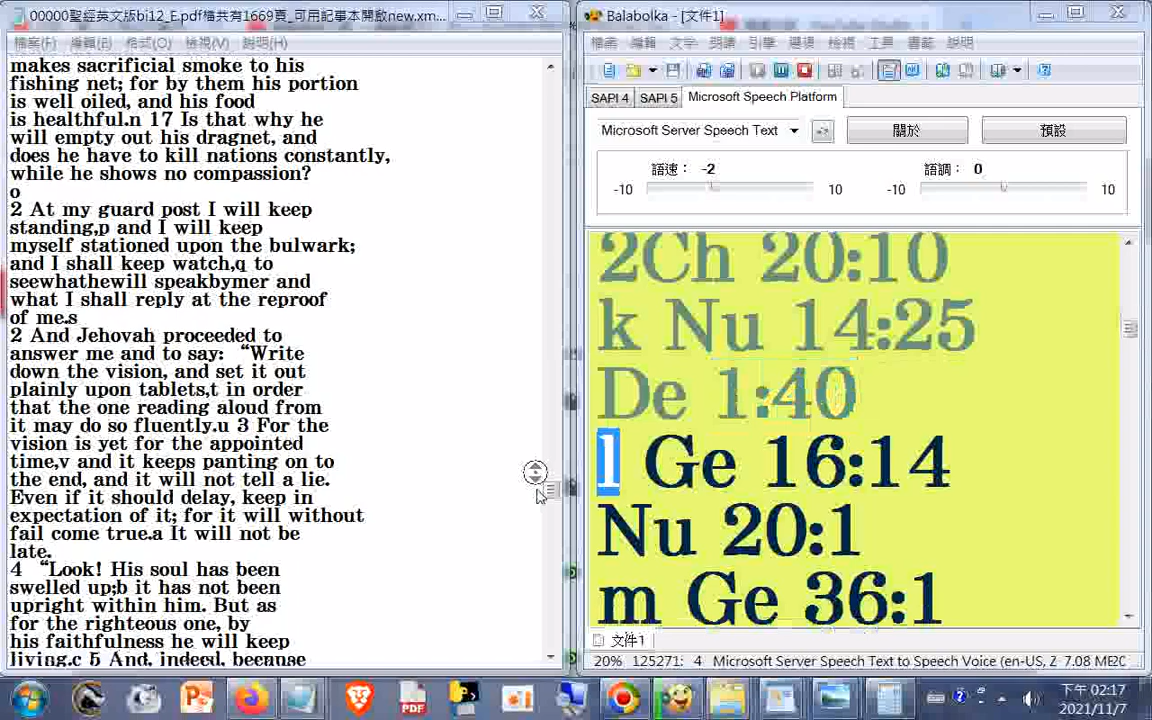 00000聖經英文版bi12_E.pdf檔共有1669頁_可用記事本開啟new.xm...
檔案(F) 編輯(E) 格式(O) 檢視(V) 說明(H)
makes sacrificial smoke to his
fishing net; for by them his portion
is well oiled, and his food
is healthful.n 17 Is that why he
will empty out his dragnet, and
does he have to kill nations constantly,
while he shows no compassion?
o
2 At my guard post I will keep
standing,p and I will keep
myself stationed upon the bulwark;
and I shall keep watch,q to
seewhathewill speakbymer and
what I shall reply at the reproof
of me.s
2 And Jehovah proceeded to
answer me and to say: “Write
down the vision, and set it out
plainly upon tablets,t in order
that the one reading aloud from
it may do so fluently.u 3 For the
vision is yet for the appointed
time,v and it keeps panting on to
the end, and it will not tell a lie.
Even if it should delay, keep in
expectation of it; for it will without
fail come true.a It will not be
late.
4 “Look! His soul has been
swelled up;b it has not been
upright within him. But as
for the righteous one, by
his faithfulness he will keep
living.c 5 And, indeed, because
Balabolka - [文件1]
檔案 編輯 文字 朗讀 引擎 選項 檢視 工具 書籤 說明
SAPI 4 SAPI 5 Microsoft Speech Platform
Microsoft Server Speech Text 關於 預設
語速： -2 語調： 0
-10 10 -10 10
2Ch 20:10
k Nu 14:25
De 1:40
l Ge 16:14
Nu 20:1
m Ge 36:1
文件1
20% 125271: 4 Microsoft Server Speech Text to Speech Voice (en-US, Z 7.08 ME2C
PDF
下午 02:17
2021/11/7